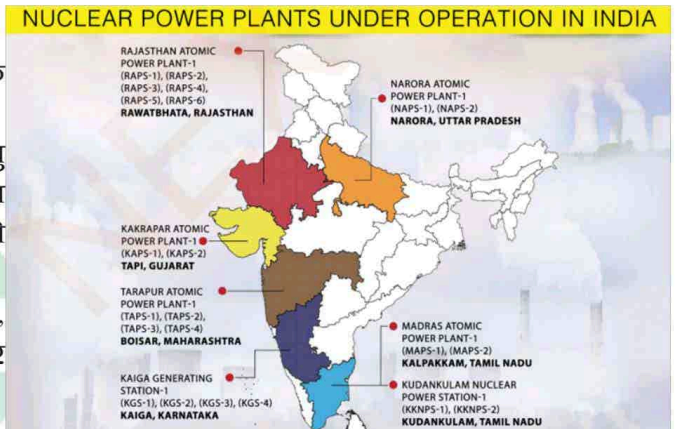 NUCLEAR POWER PLANTS UNDER OPERATION IN INDIA
RAJASTHAN ATOMIC
POWER PLANT-1
(RAPS-1), (RAPS-2),
(RAPS-3), (RAPS-4),
(RAPS-5), (RAPS-6)
RAWATBHATA, RAJASTHAN
NARORA ATOMIC
POWER PLANT-1
(NAPS-1), (NAPS-2)
NARORA, UTTAR PRADESH
KAKRAPAR ATOMIC
POWER PLANT-1
(KAPS-1), (KAPS-2)
TAPI, GUJARAT
TARAPUR ATOMIC
POWER PLANT-1
(TAPS-1), (TAPS-2),
(TAPS-3), (TAPS-4)
BOISAR, MAHARASHTRA
KAIGA GENERATING
STATION-1
(KGS-1), (KGS-2), (KGS-3), (KGS-4)
KAIGA, KARNATAKA
MADRAS ATOMIC
POWER PLANT-1
(MAPS-1), (MAPS-2)
KALPAKKAM, TAMIL NADU
KUDANKULAM NUCLEAR
POWER STATION-1
(KKNPS-1), (KKNPS-2)
KUDANKULAM, TAMIL NADU